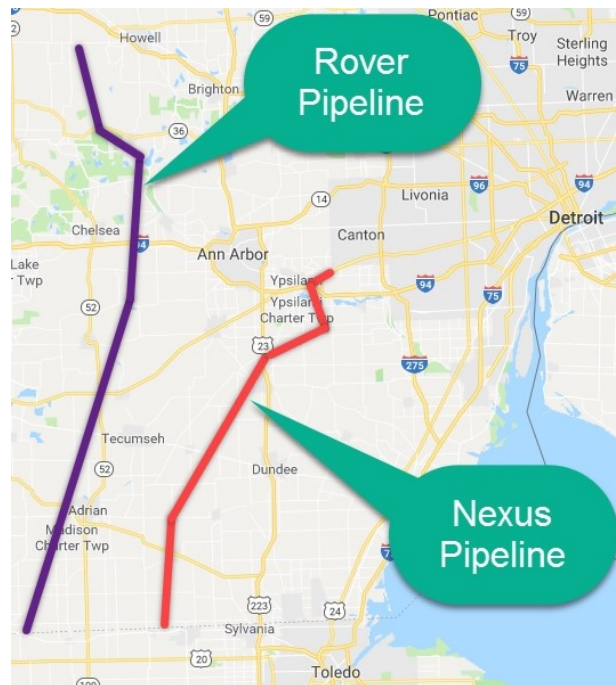 59
Howell
Rover
Pipeline
Pontiac
59
Troy
Sterling
Heights
75
Warren
Brighton
36
96
94
Livonia
14
Detroit
Chelsea
94
Canton
Ann Arbor
Lake
r Twp
Ypsilanti
Ypsilanti
Charter Twp
94
75
52
23
275
Tecumseh
52
Dundee
Nexus
Pipeline
Adrian
Madison
Charter Twp
223
24
Sylvania
20
Toledo